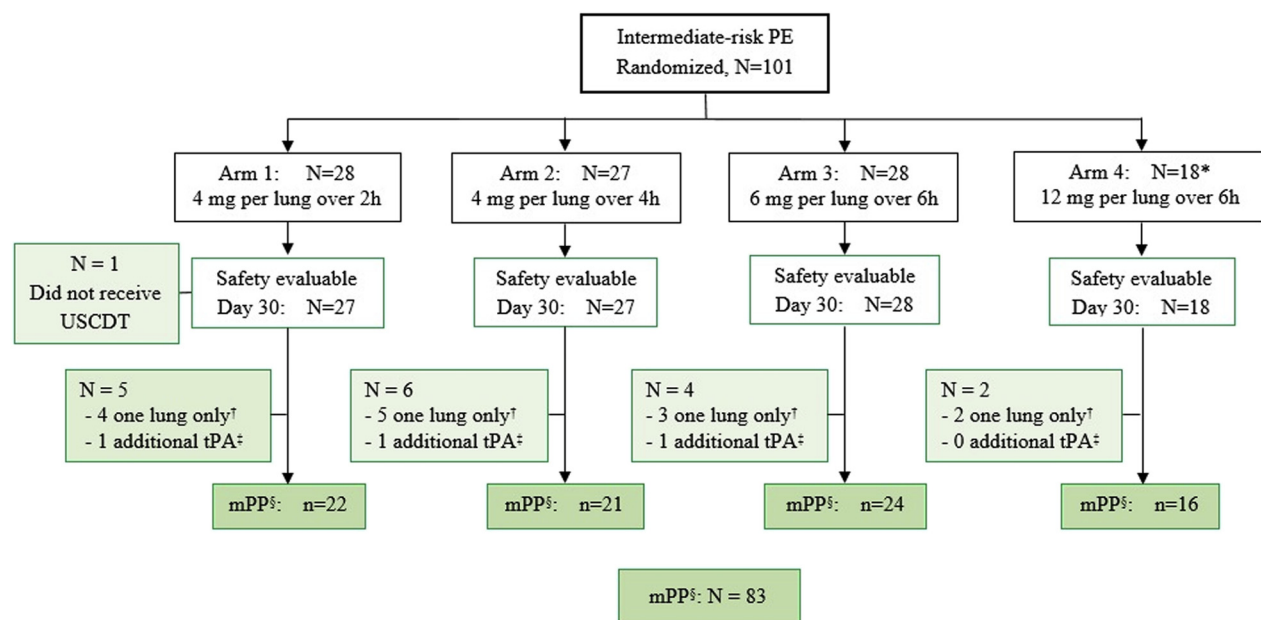 Intermediate-risk PE
Randomized, N=101
Arm 1: N=28
4 mg per lung over 2h
Arm 2: N=27
4 mg per lung over 4h
Arm 3: N=28
6 mg per lung over 6h
Arm 4: N=18*
12 mg per lung over 6h
N = 1
Did not receive
USCDT
Safety evaluable
Day 30: N=27
Safety evaluable
Day 30: N=27
Safety evaluable
Day 30: N=28
Safety evaluable
Day 30: N=18
N = 5
- 4 one lung only†
- 1 additional tPA‡
N = 6
- 5 one lung only†
- 1 additional tPA‡
N = 4
- 3 one lung only†
- 1 additional tPA‡
N = 2
- 2 one lung only†
- 0 additional tPA‡
mPP§: n=22
mPP§: n=21
mPP§: n=24
mPP§: n=16
mPP§: N = 83